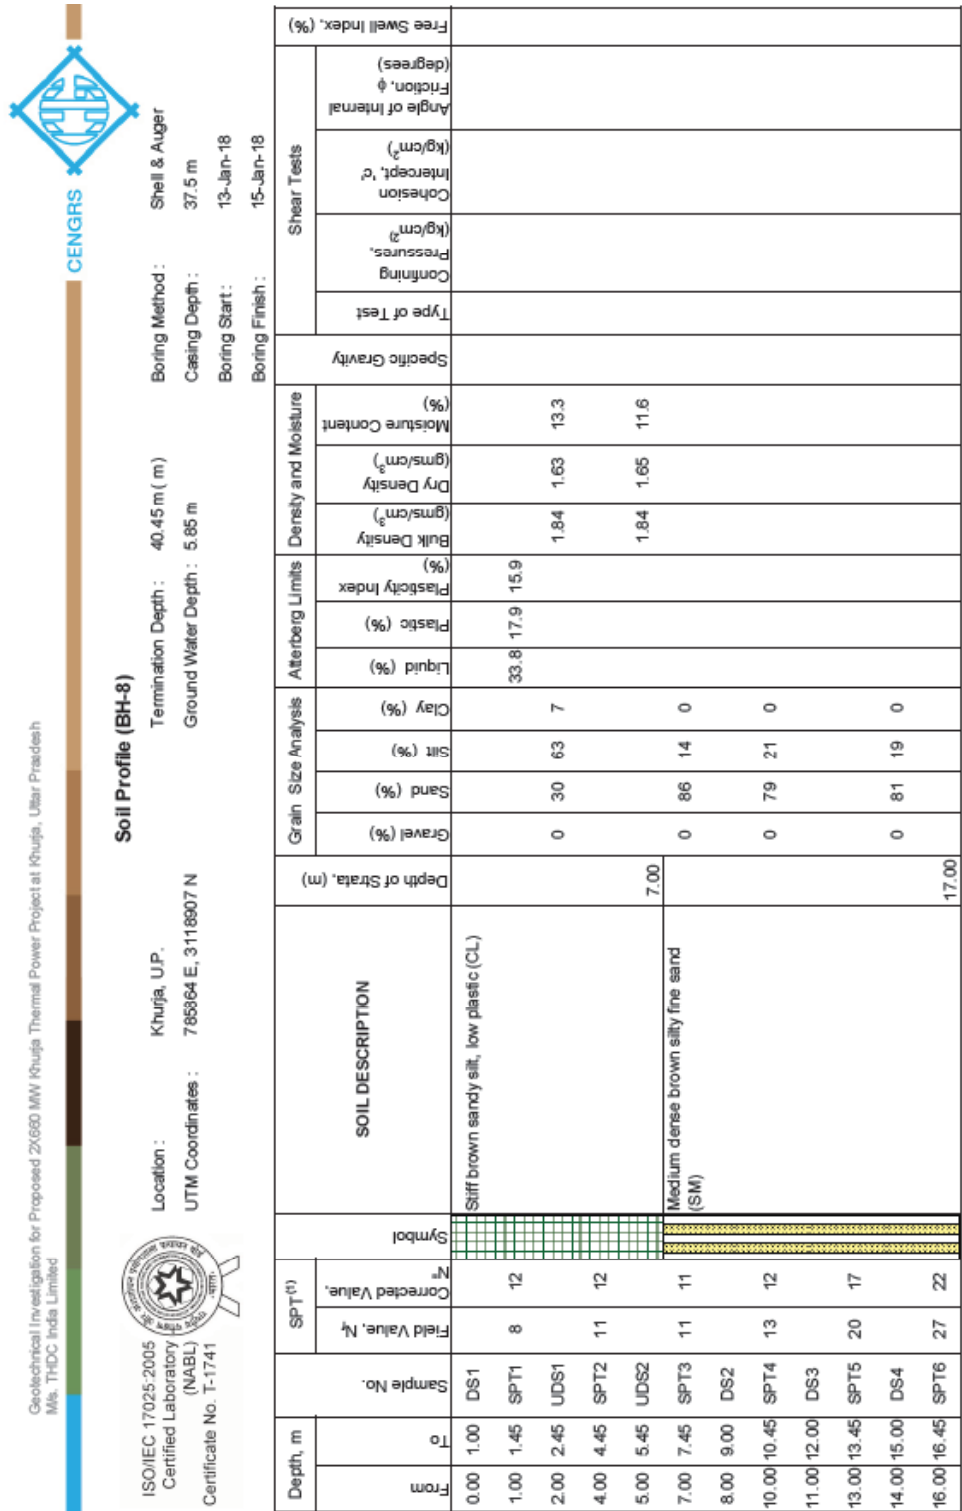 Geotechnical Investigation for Proposed 2X660 MW Khurja Thermal Power Project at Khurja, Uttar Pradesh
M/s. THDC India Limited
CENGRS
ISO/IEC 17025:2005
Certified Laboratory
(NABL)
Certificate No. T-1741
Soil Profile (BH-8)
Location : Khurja, U.P. Termination Depth : 40.45 m ( m) Boring Method : Shell & Auger
UTM Coordinates : 785864 E, 3118907 N Ground Water Depth : 5.85 m Casing Depth : 37.5 m
Boring Start : 13-Jan-18
Boring Finish : 15-Jan-18
Depth, m SPT(1) Grain Size Analysis Atterberg Limits Density and Moisture Shear Tests
From To Sample No. Field Value, Nf Corrected Value, N" Symbol SOIL DESCRIPTION Depth of Strata, (m) Gravel (%) Sand (%) Silt (%) Clay (%) Liquid (%) Plastic (%) Plasticity Index (%) Bulk Density (gms/cm3) Dry Density (gms/cm3) Moisture Content (%) Specific Gravity Type of Test Confining Pressures, (kg/cm2) Cohesion Intercept, 'c' (kg/cm2) Angle of Internal Friction, ϕ (degrees) Free Swell Index, (%)
0.00 1.00 DS1 Stiff brown sandy silt, low plastic (CL)
1.00 1.45 SPT1 8 12 33.8 17.9 15.9
2.00 2.45 UDS1 0 30 63 7 1.84 1.63 13.3
4.00 4.45 SPT2 11 12
5.00 5.45 UDS2 7.00 1.84 1.65 11.6
7.00 7.45 SPT3 11 11 Medium dense brown silty fine sand
(SM) 0 86 14 0
8.00 9.00 DS2
10.00 10.45 SPT4 13 12 0 79 21 0
11.00 12.00 DS3
13.00 13.45 SPT5 20 17
14.00 15.00 DS4 0 81 19 0
16.00 16.45 SPT6 27 22 17.00